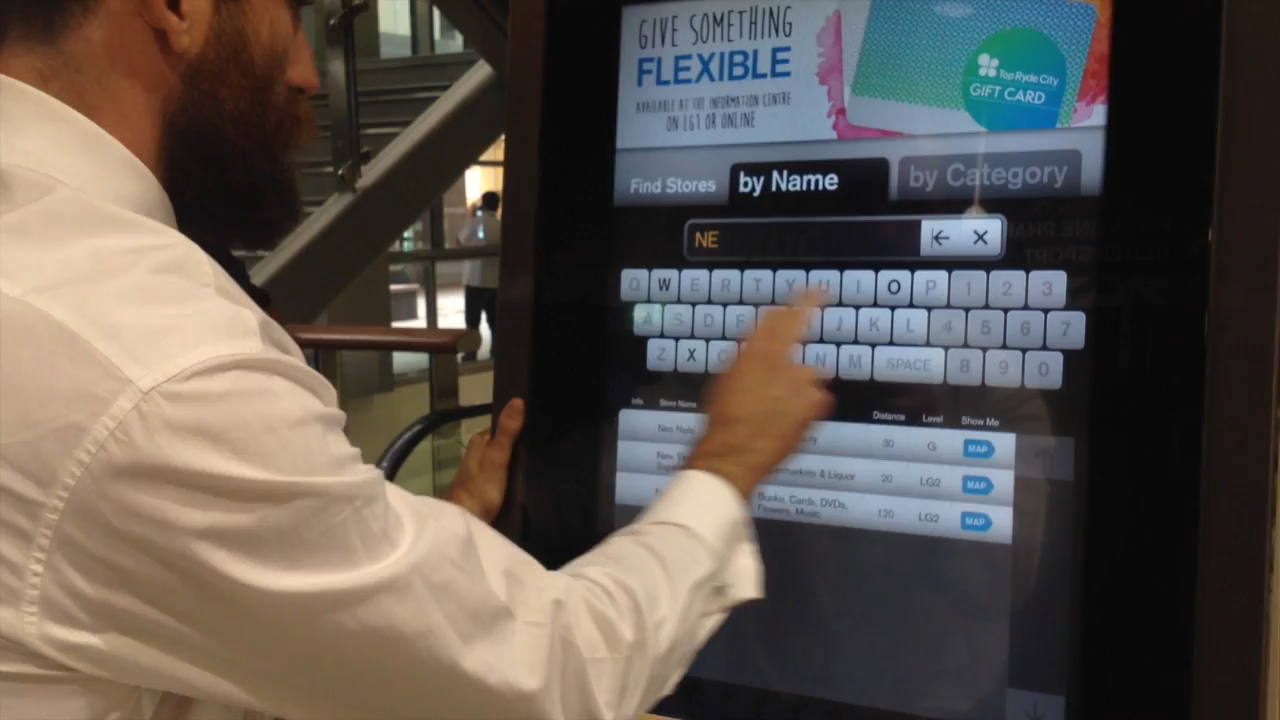 GIVE SOMETHING
FLEXIBLE
AVAILABLE AT THE INFORMATION CENTRE
ON LG1 OR ONLINE
Top Ryde City
GIFT CARD
Find Stores by Name by Category
NE
Q W E R T Y U I O P 1 2 3
A S D F J K L 4 5 6 7
Z X C N M SPACE 8 9 0
Info Store Name Distance Level Show Me
30 G MAP
New & Liquor 20 LG2 MAP
Books, Cards, DVDs,
Flowers, Music 120 LG2 MAP